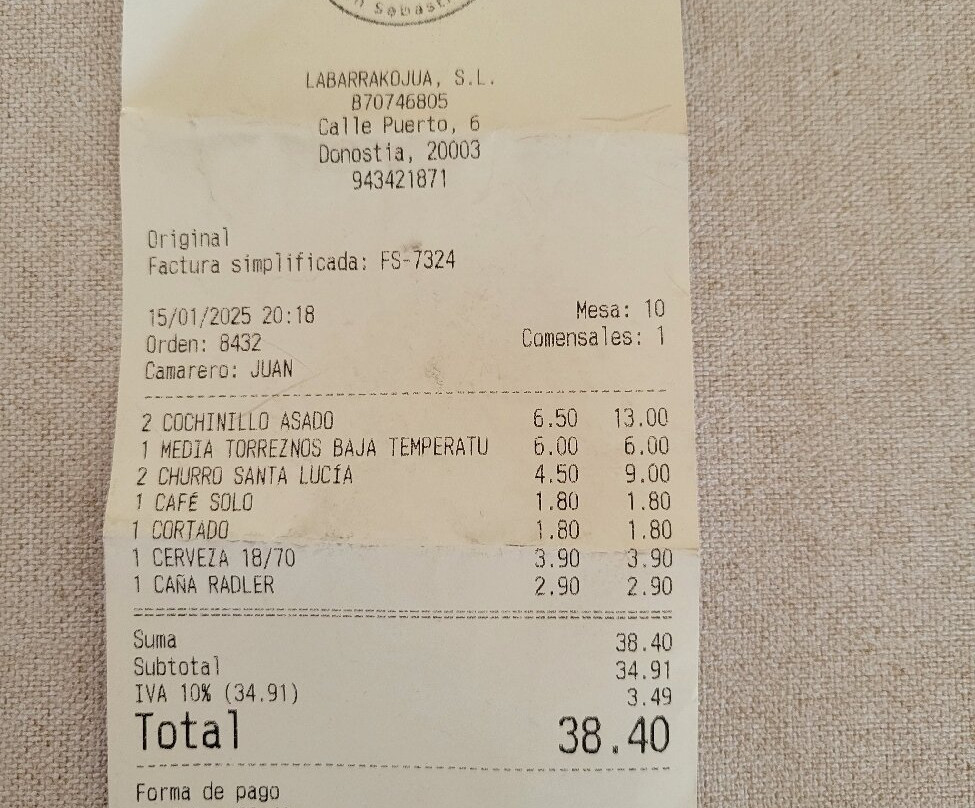 Sebast
LABARRAKOJUA, S.L.
B70746805
Calle Puerto, 6
Donostia, 20003
943421871
Original
Factura simplificada: FS-7324
15/01/2025 20:18 Mesa: 10
Orden: 8432 Comensales: 1
Camarero: JUAN
2 COCHINILLO ASADO 6.50 13.00
1 MEDIA TORREZNOS BAJA TEMPERATU 6.00 6.00
2 CHURRO SANTA LUCÍA 4.50 9.00
1 CAFÉ SOLO 1.80 1.80
1 CORTADO 1.80 1.80
1 CERVEZA 18/70 3.90 3.90
1 CAÑA RADLER 2.90 2.90
Suma 38.40
Subtotal 34.91
IVA 10% (34.91) 3.49
Total 38.40
Forma de pago